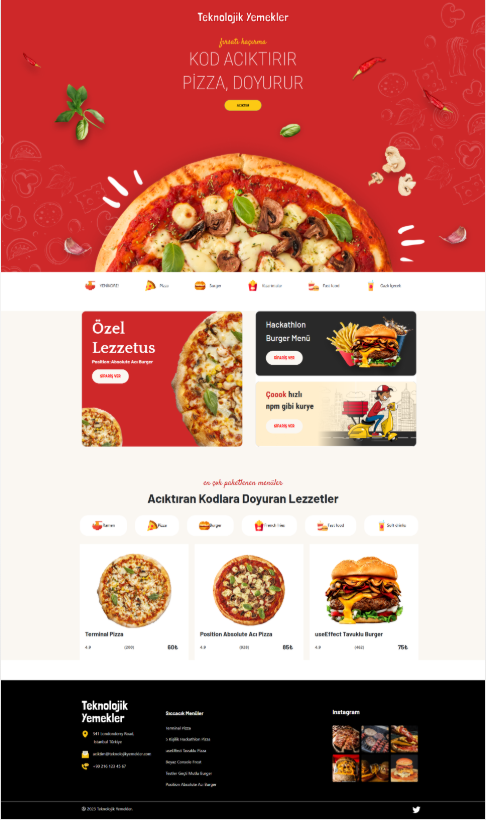 Teknolojik Yemekler
fırsatı kaçırma
KOD ACIKTIRIR
PİZZA, DOYURUR
ACIKTIM
YENİ! KORE
Pizza
Burger
Fast food
Gazlı İçecek
Özel
Lezzetus
Position:Absolute Acı Burger
SİPARİŞ VER
Hackathlon
Burger Menü
SİPARİŞ VER
Çoook hızlı
npm gibi kurye
SİPARİŞ VER
en çok paketlenen menüler
Acıktıran Kodlara Doyuran Lezzetler
Ramen
Pizza
Burger
French fries
Fast food
Soft drinks
Terminal Pizza
4.9
(200)
60₺
Position Absolute Acı Pizza
4.9
(928)
85₺
useEffect Tavuklu Burger
4.9
(462)
75₺
Teknolojik
Yemekler
341 Londonderry Road,
İstanbul Türkiye
aciktim@teknolojikyemekler.com
+90 216 123 45 67
Sıccacık Menüler
Terminal Pizza
5 Kişilik Hackathlon Pizza
useEffect Tavuklu Pizza
Beyaz Console Frosty
Testler Geçti Mutlu Burger
Position Absolute Acı Burger
Instagram
© 2023 Teknolojik Yemekler.